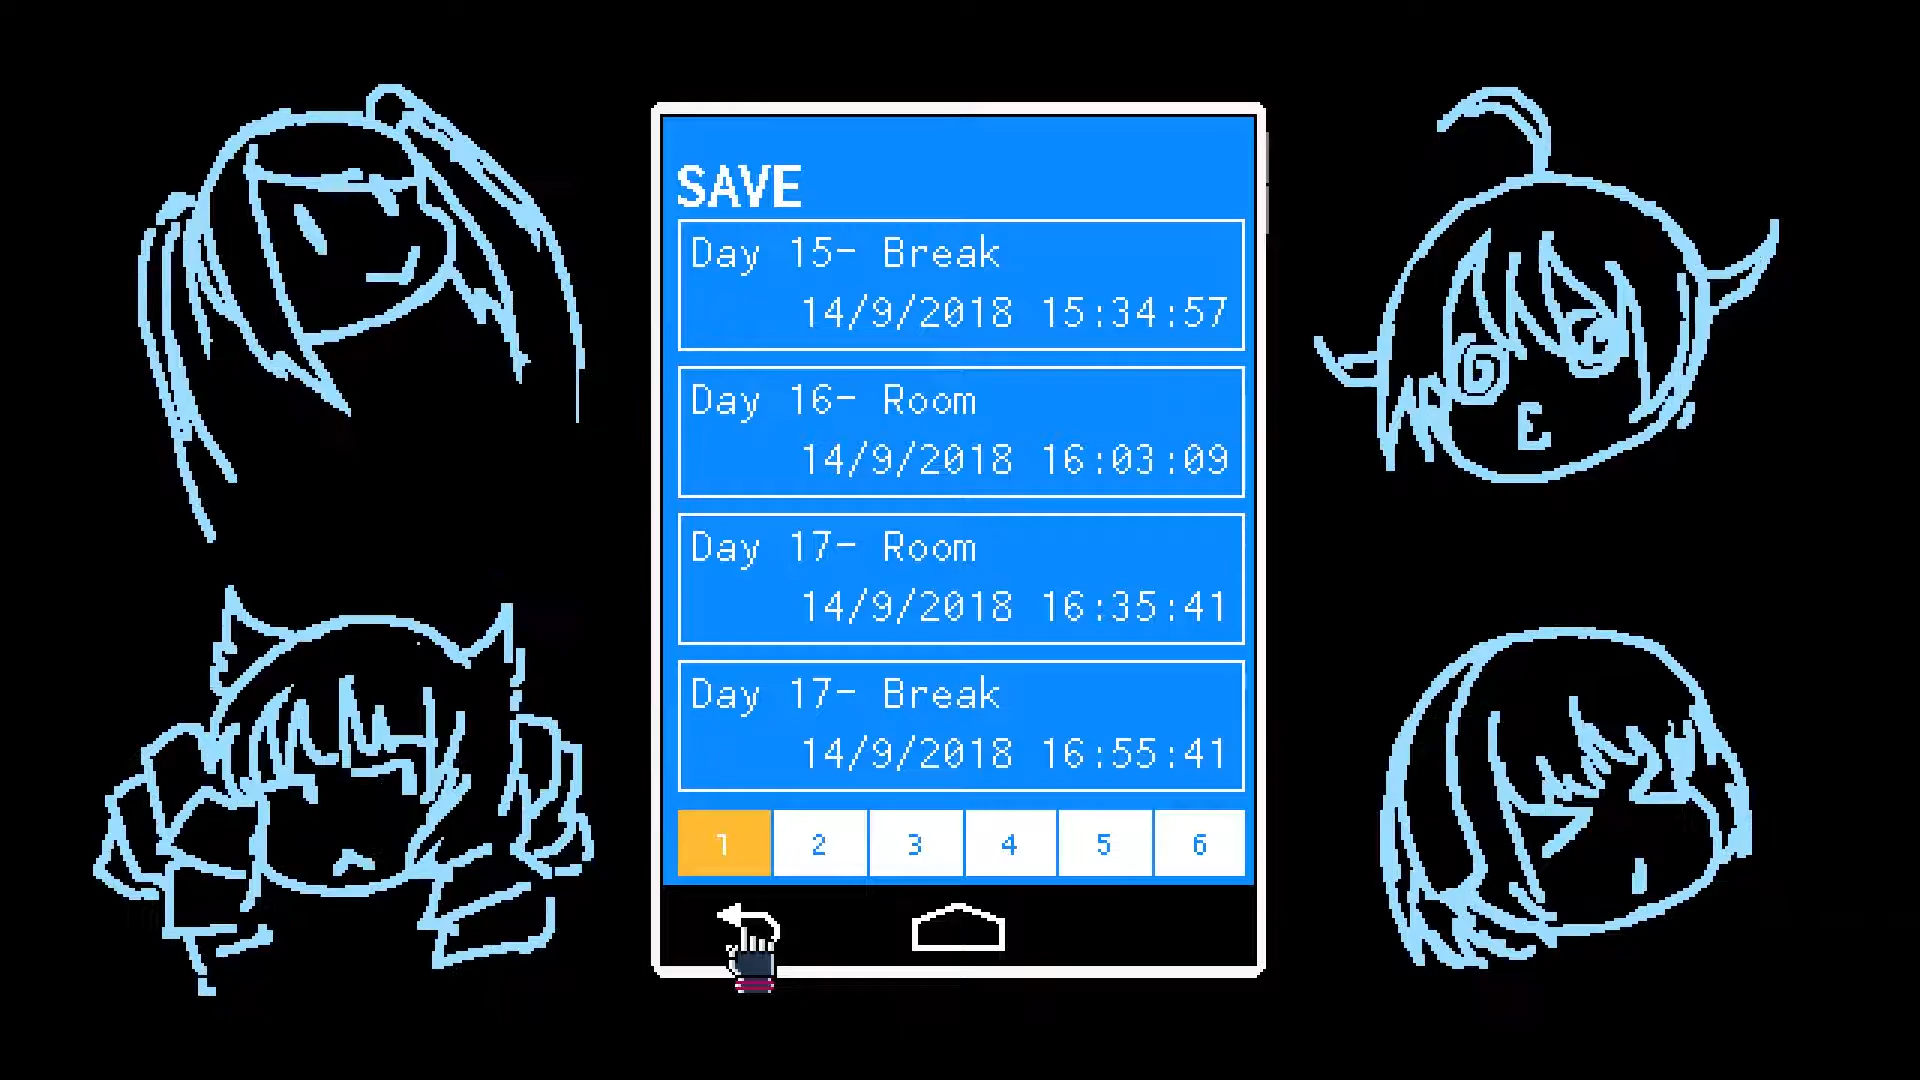 SAVE
Day 15- Break
14/9/2018 15:34:57
Day 16- Room
14/9/2018 16:03:09
Day 17- Room
14/9/2018 16:35:41
Day 17- Break
14/9/2018 16:55:41
1 2 3 4 5 6